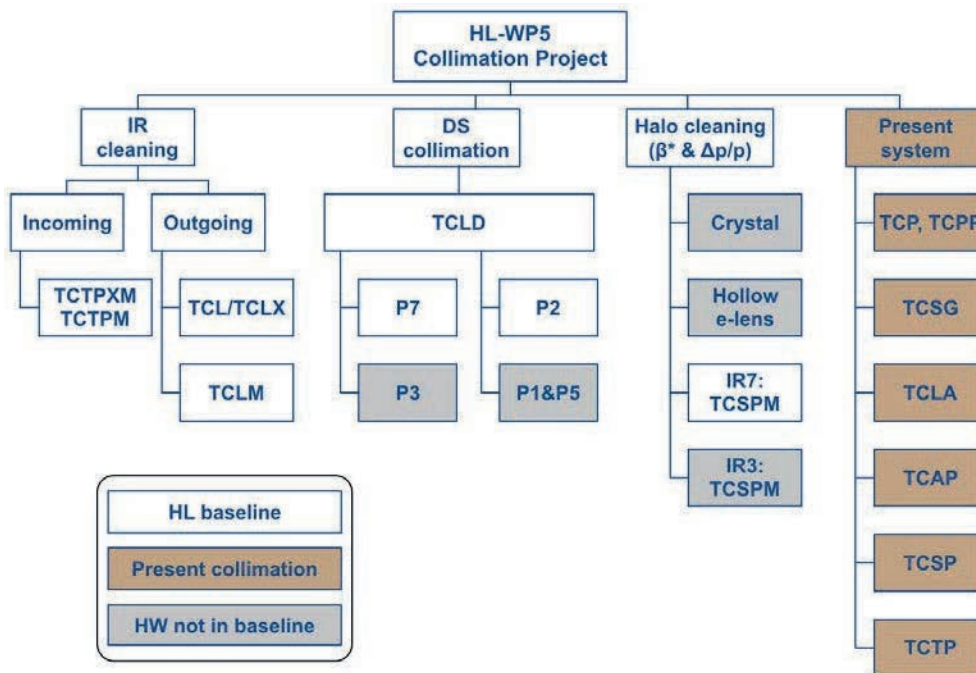 HL-WP5
Collimation Project
IR
cleaning
DS
collimation
Halo cleaning
(β* & Δp/p)
Present
system
Incoming
Outgoing
TCLD
Crystal
TCP, TCPP
TCTPXM
TCTPM
TCL/TCLX
P7
P2
Hollow
e-lens
TCSG
TCLM
P3
P1&P5
IR7:
TCSPM
TCLA
IR3:
TCSPM
TCAP
HL baseline
Present collimation
TCSP
HW not in baseline
TCTP